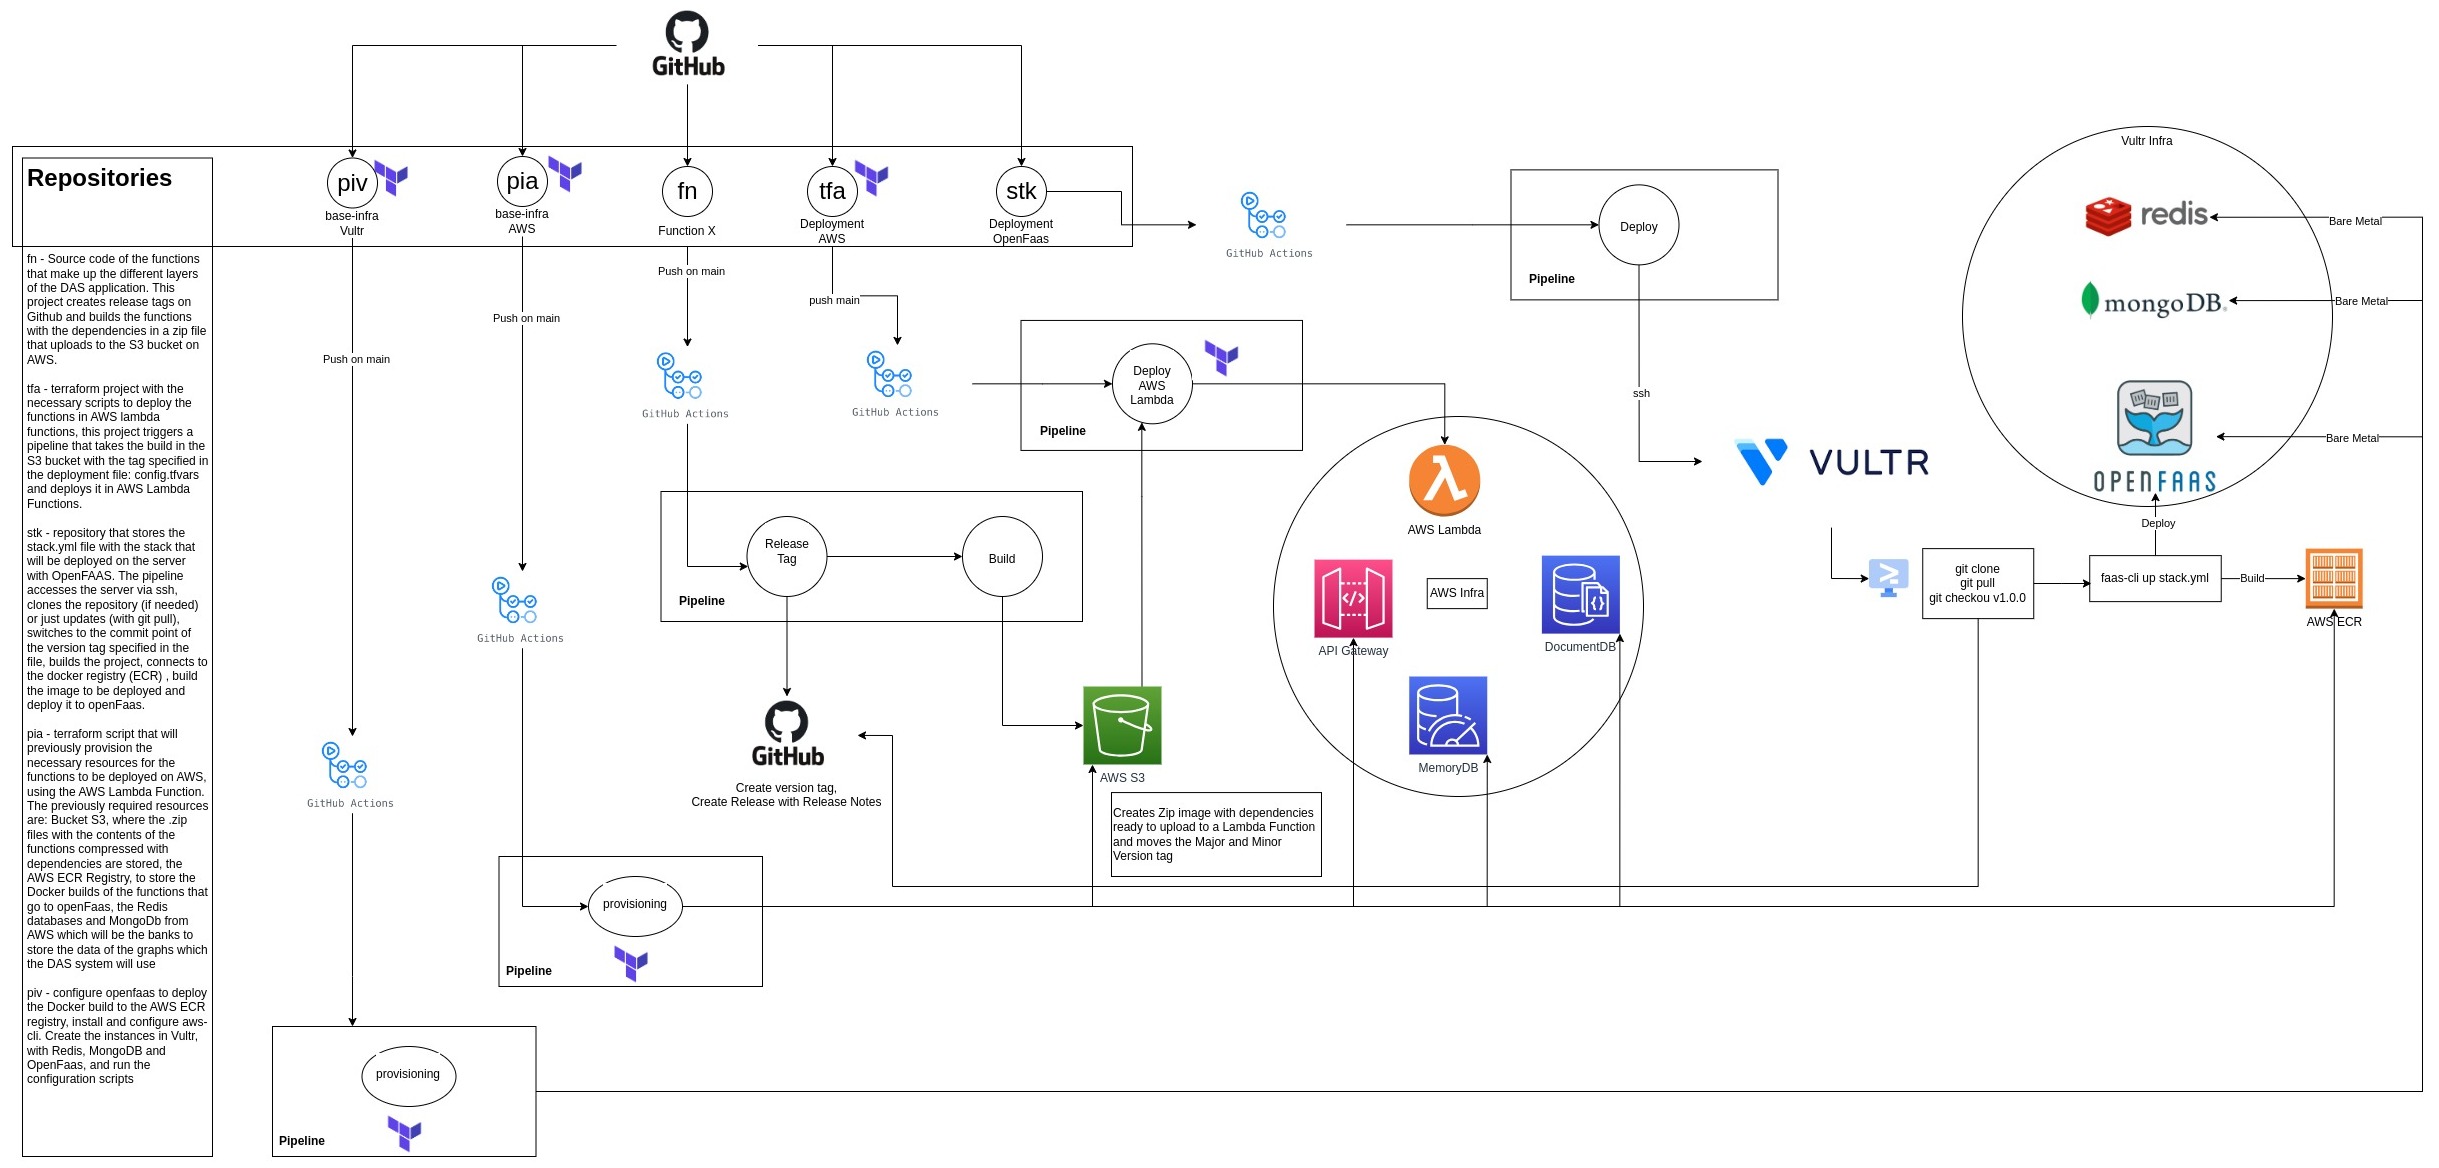 GitHub
Repositories
piv
base-infra
Vultr
pia
base-infra
AWS
fn
Function X
tfa
Deployment
AWS
stk
Deployment
OpenFaas
fn - Source code of the functions
that make up the different layers
of the DAS application. This
project creates release tags on
Github and builds the functions
with the dependencies in a zip file
that uploads to the S3 bucket on
AWS.
tfa - terraform project with the
necessary scripts to deploy the
functions in AWS lambda
functions, this project triggers a
pipeline that takes the build in the
S3 bucket with the tag specified in
the deployment file: config.tfvars
and deploys it in AWS Lambda
Functions.
stk - repository that stores the
stack.yml file with the stack that
will be deployed on the server
with OpenFAAS. The pipeline
accesses the server via ssh,
clones the repository (if needed)
or just updates (with git pull),
switches to the commit point of
the version tag specified in the
file, builds the project, connects to
the docker registry (ECR) , build
the image to be deployed and
deploy it to openFaas.
pia - terraform script that will
previously provision the
necessary resources for the
functions to be deployed on AWS,
using the AWS Lambda Function.
The previously required resources
are: Bucket S3, where the .zip
files with the contents of the
functions compressed with
dependencies are stored, the
AWS ECR Registry, to store the
Docker builds of the functions that
go to openFaas, the Redis
databases and MongoDb from
AWS which will be the banks to
store the data of the graphs which
the DAS system will use
piv - configure openfaas to deploy
the Docker build to the AWS ECR
registry, install and configure aws-
cli. Create the instances in Vultr,
with Redis, MongoDB and
OpenFaas, and run the
configuration scripts
Push on main
Push on main
Push on main
push main
GitHub Actions
GitHub Actions
GitHub Actions
GitHub Actions
GitHub Actions
Deploy
Pipeline
Deploy
AWS
Lambda
Pipeline
ssh
VULTR
Release
Tag
Build
Pipeline
GitHub
Create version tag,
Create Release with Release Notes
AWS S3
Creates Zip image with dependencies
ready to upload to a Lambda Function
and moves the Major and Minor
Version tag
AWS Lambda
API Gateway
AWS Infra
DocumentDB
MemoryDB
Vultr Infra
redis
mongoDB
OPENFAAS
Bare Metal
Bare Metal
Bare Metal
Deploy
git clone
git pull
git checkou v1.0.0
faas-cli up stack.yml
Build
AWS ECR
provisioning
Pipeline
provisioning
Pipeline